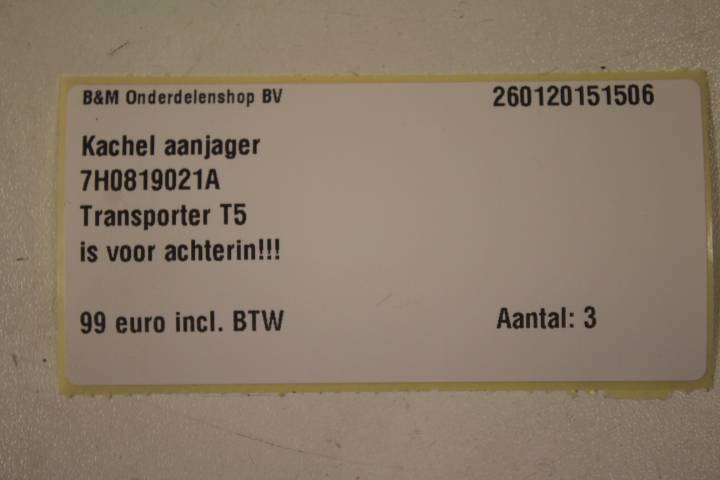 B&M Onderdelenshop BV 260120151506
Kachel aanjager
7H0819021A
Transporter T5
is voor achterin!!!
99 euro incl. BTW Aantal: 3